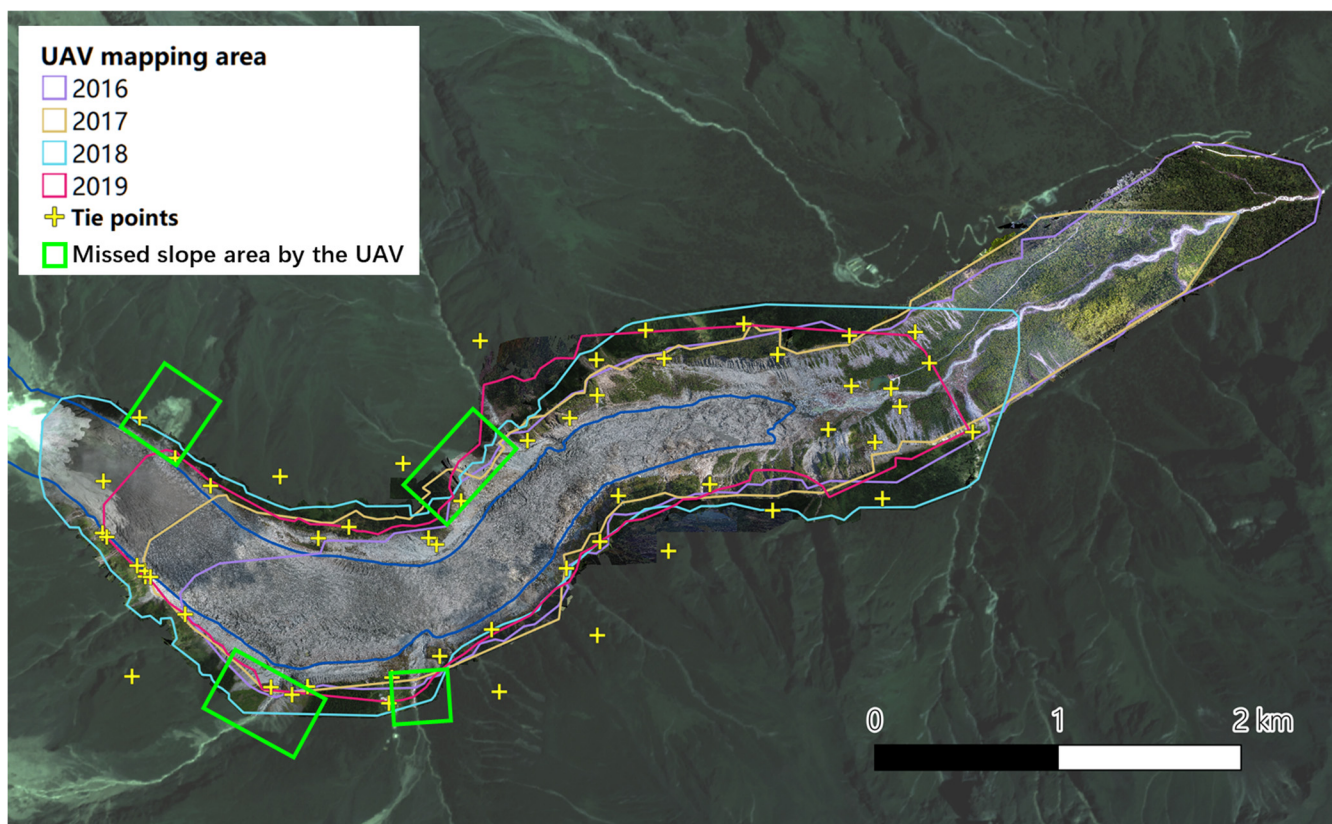 UAV mapping area
2016
2017
2018
2019
Tie points
Missed slope area by the UAV
0 1 2 km